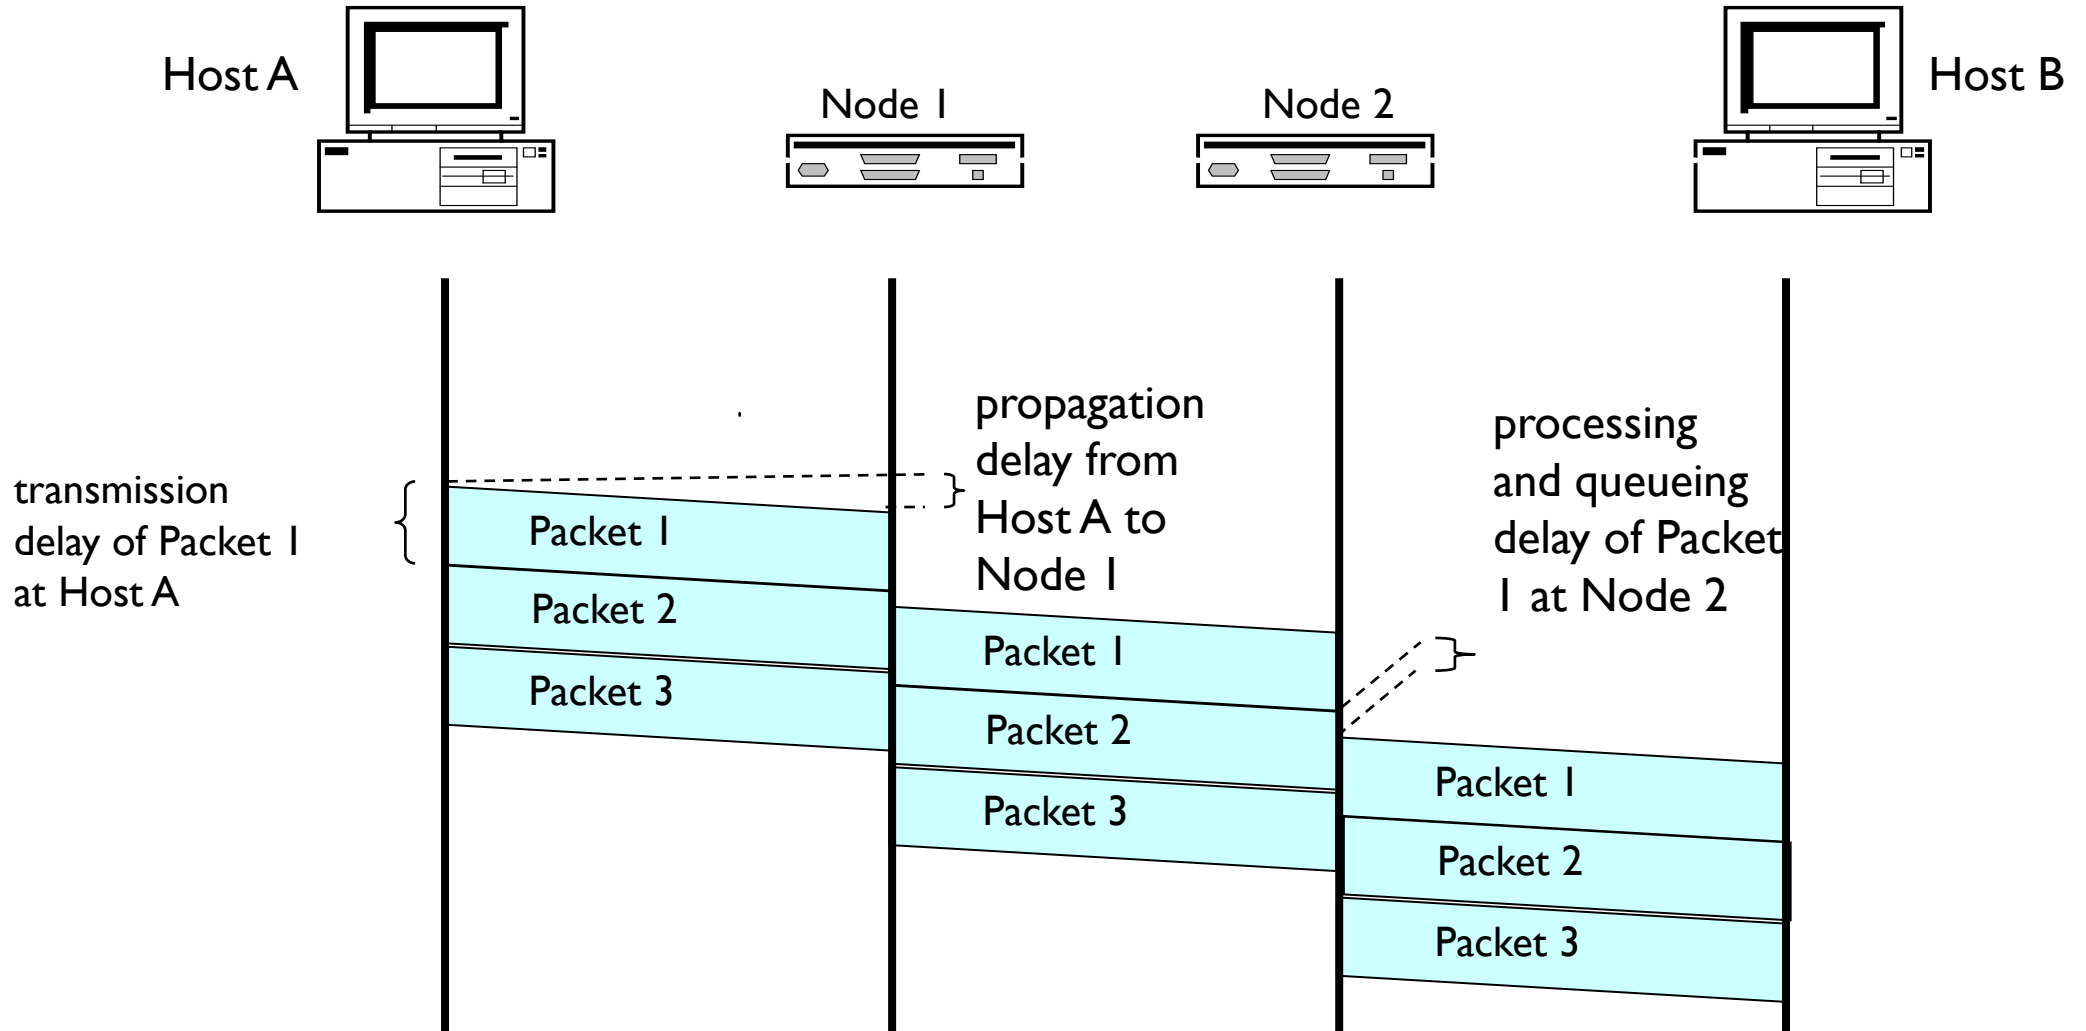 Host A
Node 1
Node 2
Host B
transmission
delay of Packet 1
at Host A
propagation
delay from
Host A to
Node 1
processing
and queueing
delay of Packet
1 at Node 2
Packet 1
Packet 2
Packet 3
Packet 1
Packet 2
Packet 3
Packet 1
Packet 2
Packet 3